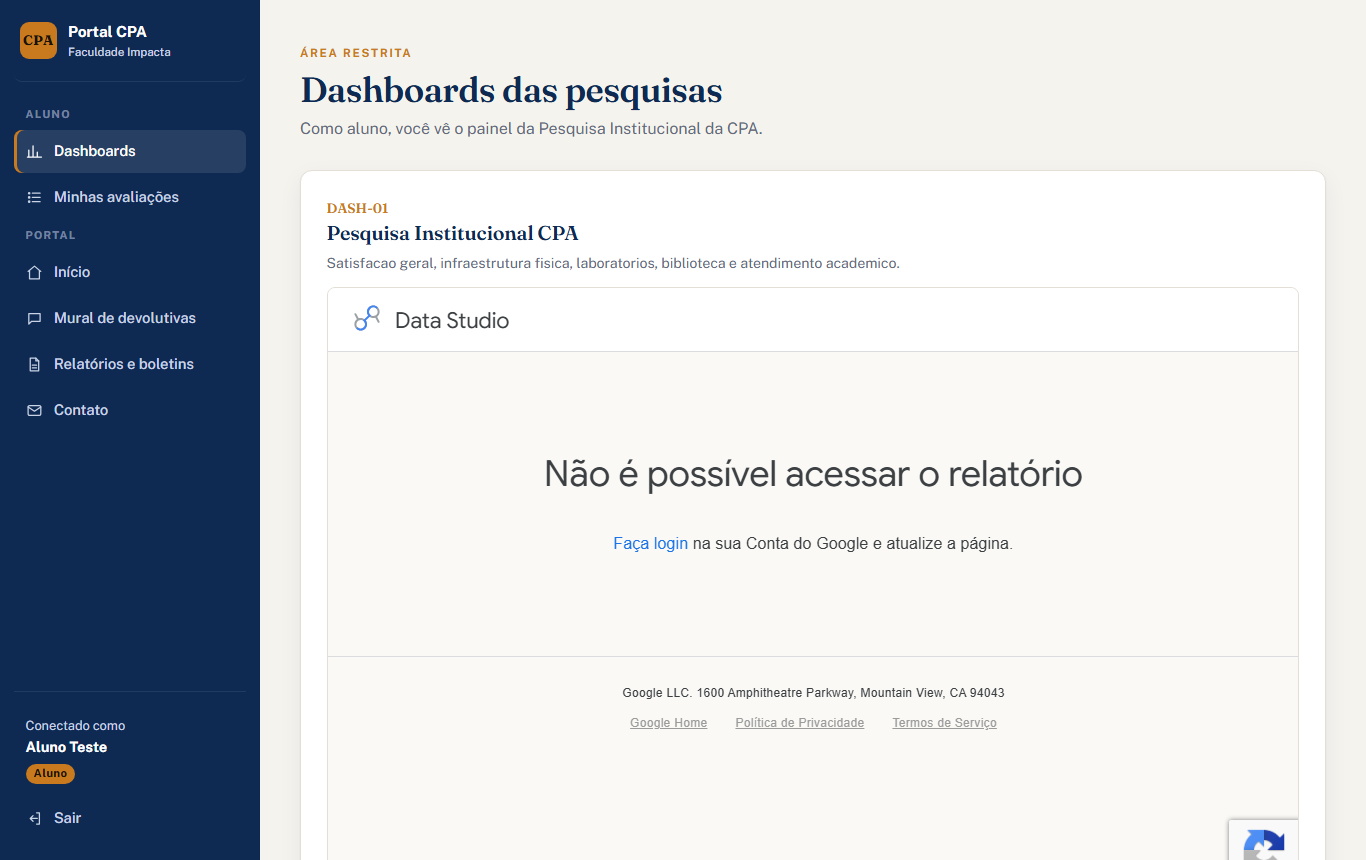 CPA
Portal CPA
Faculdade Impacta
ALUNO
Dashboards
Minhas avaliações
PORTAL
Início
Mural de devolutivas
Relatórios e boletins
Contato
Conectado como
Aluno Teste
Aluno
Sair
ÁREA RESTRITA
Dashboards das pesquisas
Como aluno, você vê o painel da Pesquisa Institucional da CPA.
DASH-01
Pesquisa Institucional CPA
Satisfacao geral, infraestrutura fisica, laboratorios, biblioteca e atendimento academico.
Data Studio
Não é possível acessar o relatório
Faça login na sua Conta do Google e atualize a página.
Google LLC. 1600 Amphitheatre Parkway, Mountain View, CA 94043
Google Home Política de Privacidade Termos de Serviço